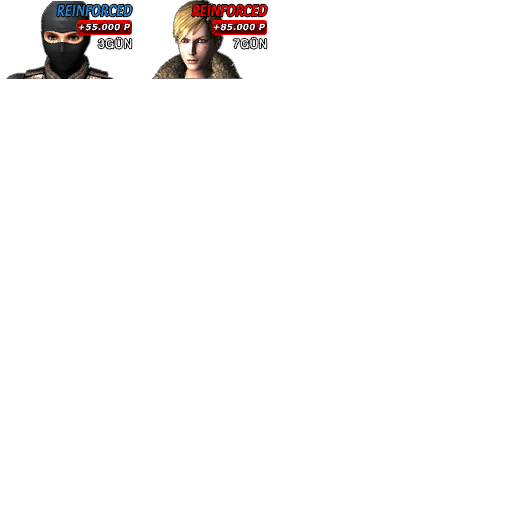 REINFORCED
+55.000 P
3GÜN
REINFORCED
+85.000 P
7GÜN